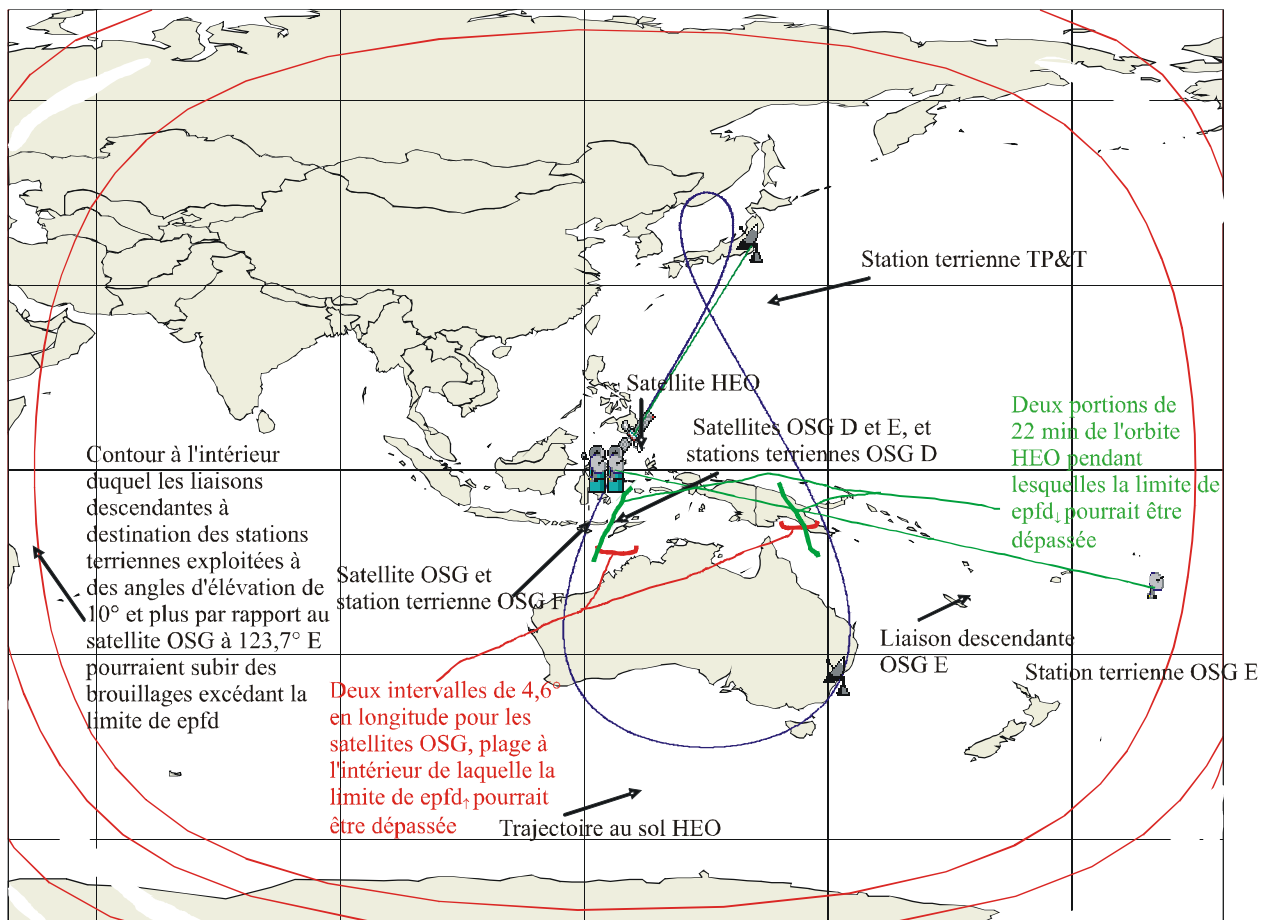 Station terrienne TP&T
Satellite HEO
Satellites OSG D et E, et
stations terriennes OSG D
Deux portions de
22 min de l'orbite
HEO pendant
lesquelles la limite de
epfd↓ pourrait être
dépassée
Contour à l'intérieur
duquel les liaisons
descendantes à
destination des stations
terriennes exploitées à
des angles d'élévation de
10° et plus par rapport au
satellite OSG à 123,7° E
pourraient subir des
brouillages excédant la
limite de epfd
Satellite OSG et
station terrienne OSG F
Liaison descendante
OSG E
Station terrienne OSG E
Deux intervalles de 4,6°
en longitude pour les
satellites OSG, plage à
l'intérieur de laquelle la
limite de epfd↑ pourrait
être dépassée
Trajectoire au sol HEO